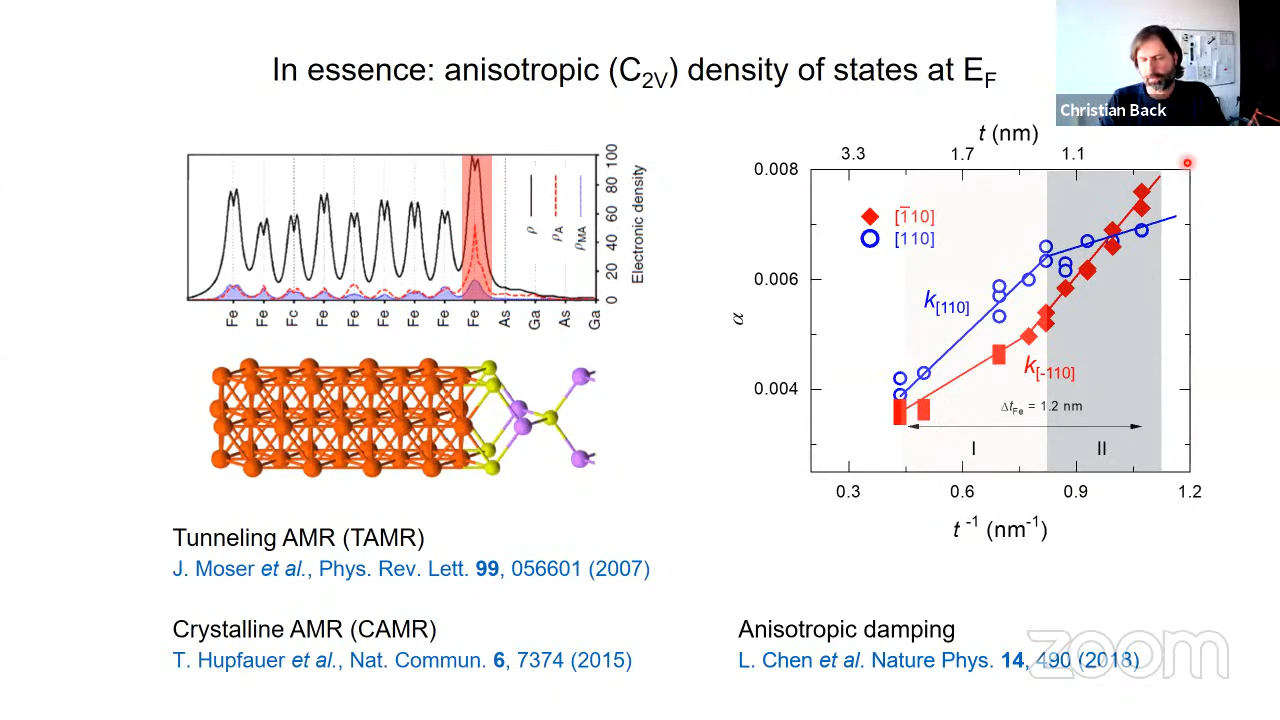 In essence: anisotropic (C2V) density of states at EF
Christian Back
100
80
60
40
20
0
Electronic density
ρ
ρA
ρMA
Fe
Fe
Fc
Fe
Fe
Fe
Fe
Fe
Fe
As
Ga
As
Ga
t (nm)
3.3
1.7
1.1
0.008
0.006
0.004
α
[1̅10]
[110]
k[110]
k[-110]
ΔtFe = 1.2 nm
I
II
0.3
0.6
0.9
1.2
t -1 (nm-1)
Tunneling AMR (TAMR)
J. Moser et al., Phys. Rev. Lett. 99, 056601 (2007)
Crystalline AMR (CAMR)
T. Hupfauer et al., Nat. Commun. 6, 7374 (2015)
Anisotropic damping
L. Chen et al. Nature Phys. 14, 490 (2018)
zoom